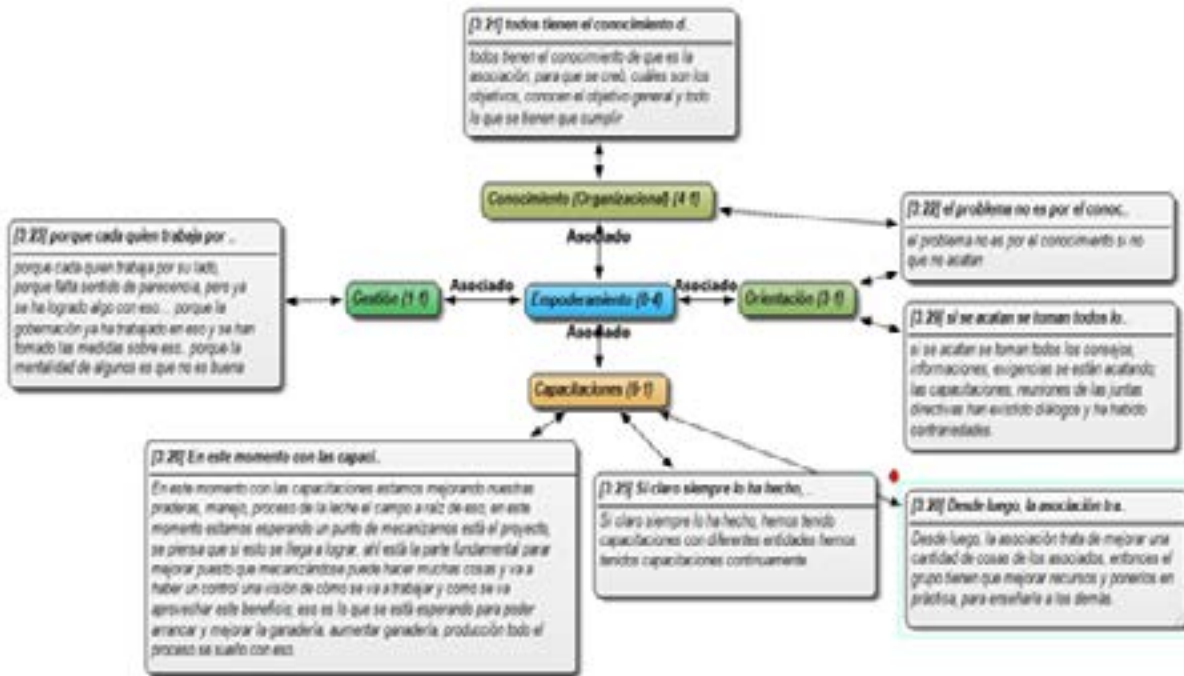 [3:21] todos tienen el conocimiento d..
todos tienen el conocimiento de que es la
asociación, para que se creó, cuáles son los
objetivos, conocen el objetivo general y todo
lo que se tienen que cumplir
Conocimiento (Organizacional) (4-1)
Asociado
[3:22] el problema no es por el conoc..
el problema no es por el conocimiento si no
que no acatan
[3:23] porque cada quien trabaja por ..
porque cada quien trabaja por su lado,
porque falta sentido de parecencia, pero ya
se ha logrado algo con eso... porque la
gobernación ya ha trabajado en eso y se han
tomado las medidas sobre eso.. porque la
mentalidad de algunos es que no es buena
Gestión (1-1)
Asociado
Empoderamiento (0-4)
Asociado
Orientación (3-1)
Asociado
si se acatan se toman todos lo..
si se acatan se toman todos los consejos,
informaciones, exigencias se están acatando;
las capacitaciones, reuniones de las juntas
directivas han existido diálogos y ha habido
contrariedades.
Capacitaciones
En este momento con las capaci..
En este momento con las capacitaciones estamos mejorando nuestras
praderas, manejo, proceso de la leche el campo a raíz de eso; en este
momento estamos esperando un punto de mecanizarnos está el proyecto,
se piensa que si esto se llega a lograr, ahí está la parte fundamental parar
mejorar puesto que mecanizándose puede hacer muchas cosas y va a
haber un control una visión de cómo se va a trabajar y como se va
aprovechar este beneficio; eso es lo que se está esperando para poder
arrancar y mejorar la ganadería, aumentar ganadería, producción todo el
proceso se sueño con eso.
Si claro siempre lo ha hecho, ..
Si claro siempre lo ha hecho, hemos tenido
capacitaciones con diferentes entidades hemos
tenidos capacitaciones continuamente
Desde luego, la asociación tra..
Desde luego, la asociación trata de mejorar una
cantidad de cosas de los asociados, entonces el
grupo tienen que mejorar recursos y ponerlos en
práctica, para enseñarle a los demás.